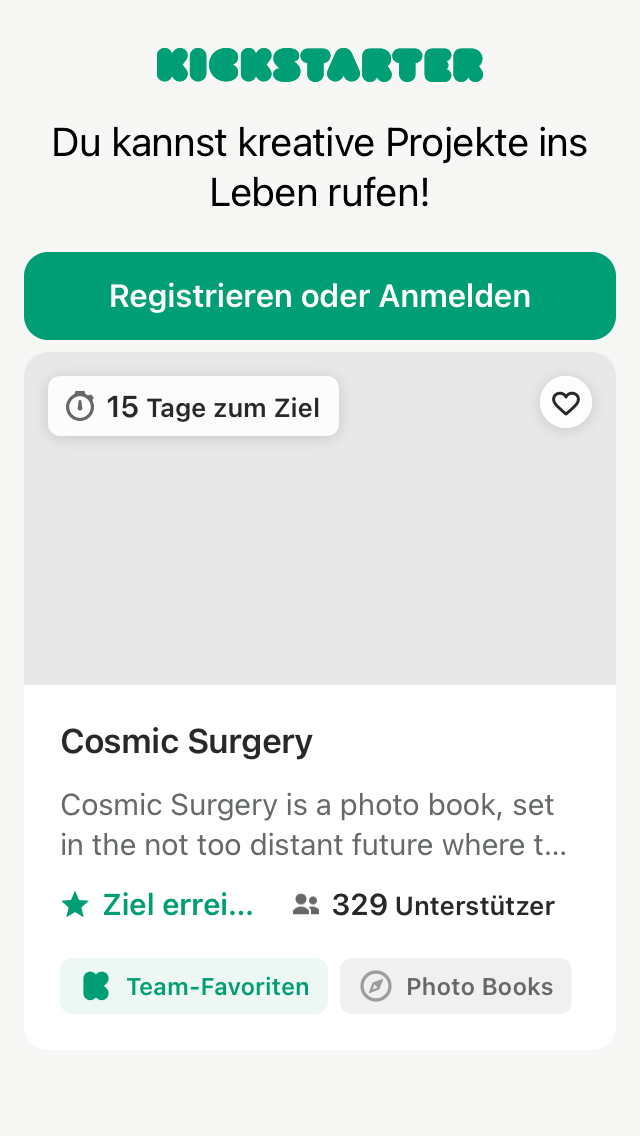 KICKSTARTER
Du kannst kreative Projekte ins
Leben rufen!
Registrieren oder Anmelden
15 Tage zum Ziel
Cosmic Surgery
Cosmic Surgery is a photo book, set
in the not too distant future where t...
Ziel errei...
329 Unterstützer
Team-Favoriten
Photo Books